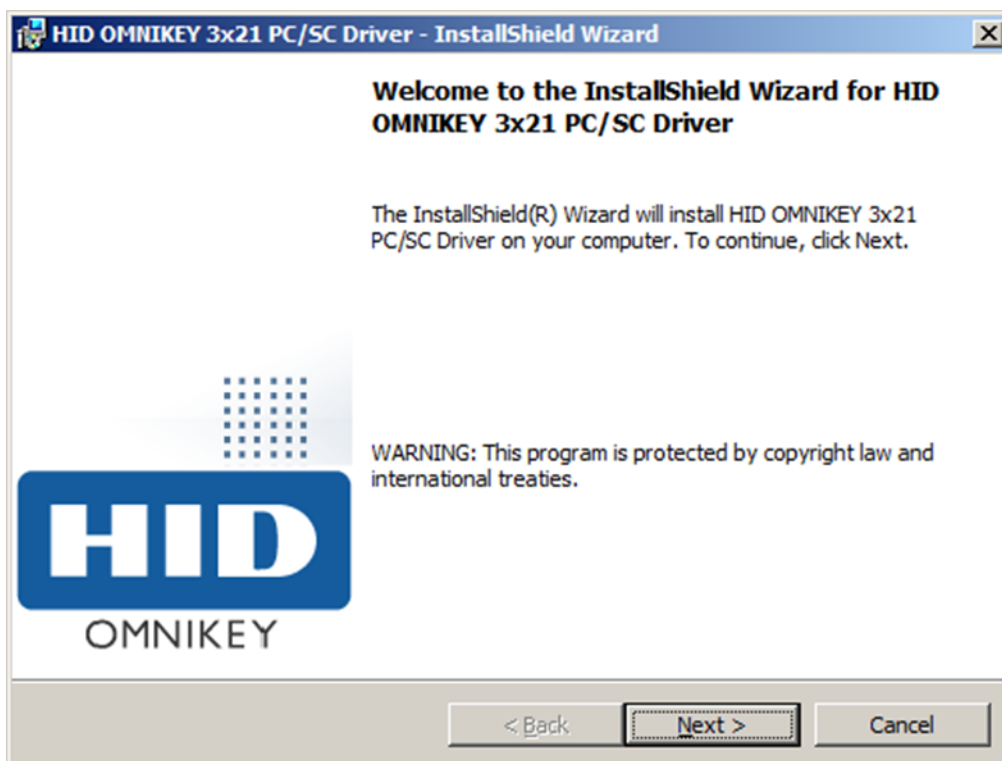 HID OMNIKEY 3x21 PC/SC Driver - InstallShield Wizard
Welcome to the InstallShield Wizard for HID
OMNIKEY 3x21 PC/SC Driver
The InstallShield(R) Wizard will install HID OMNIKEY 3x21
PC/SC Driver on your computer. To continue, click Next.
WARNING: This program is protected by copyright law and
international treaties.
HID
OMNIKEY
< Back
Next >
Cancel